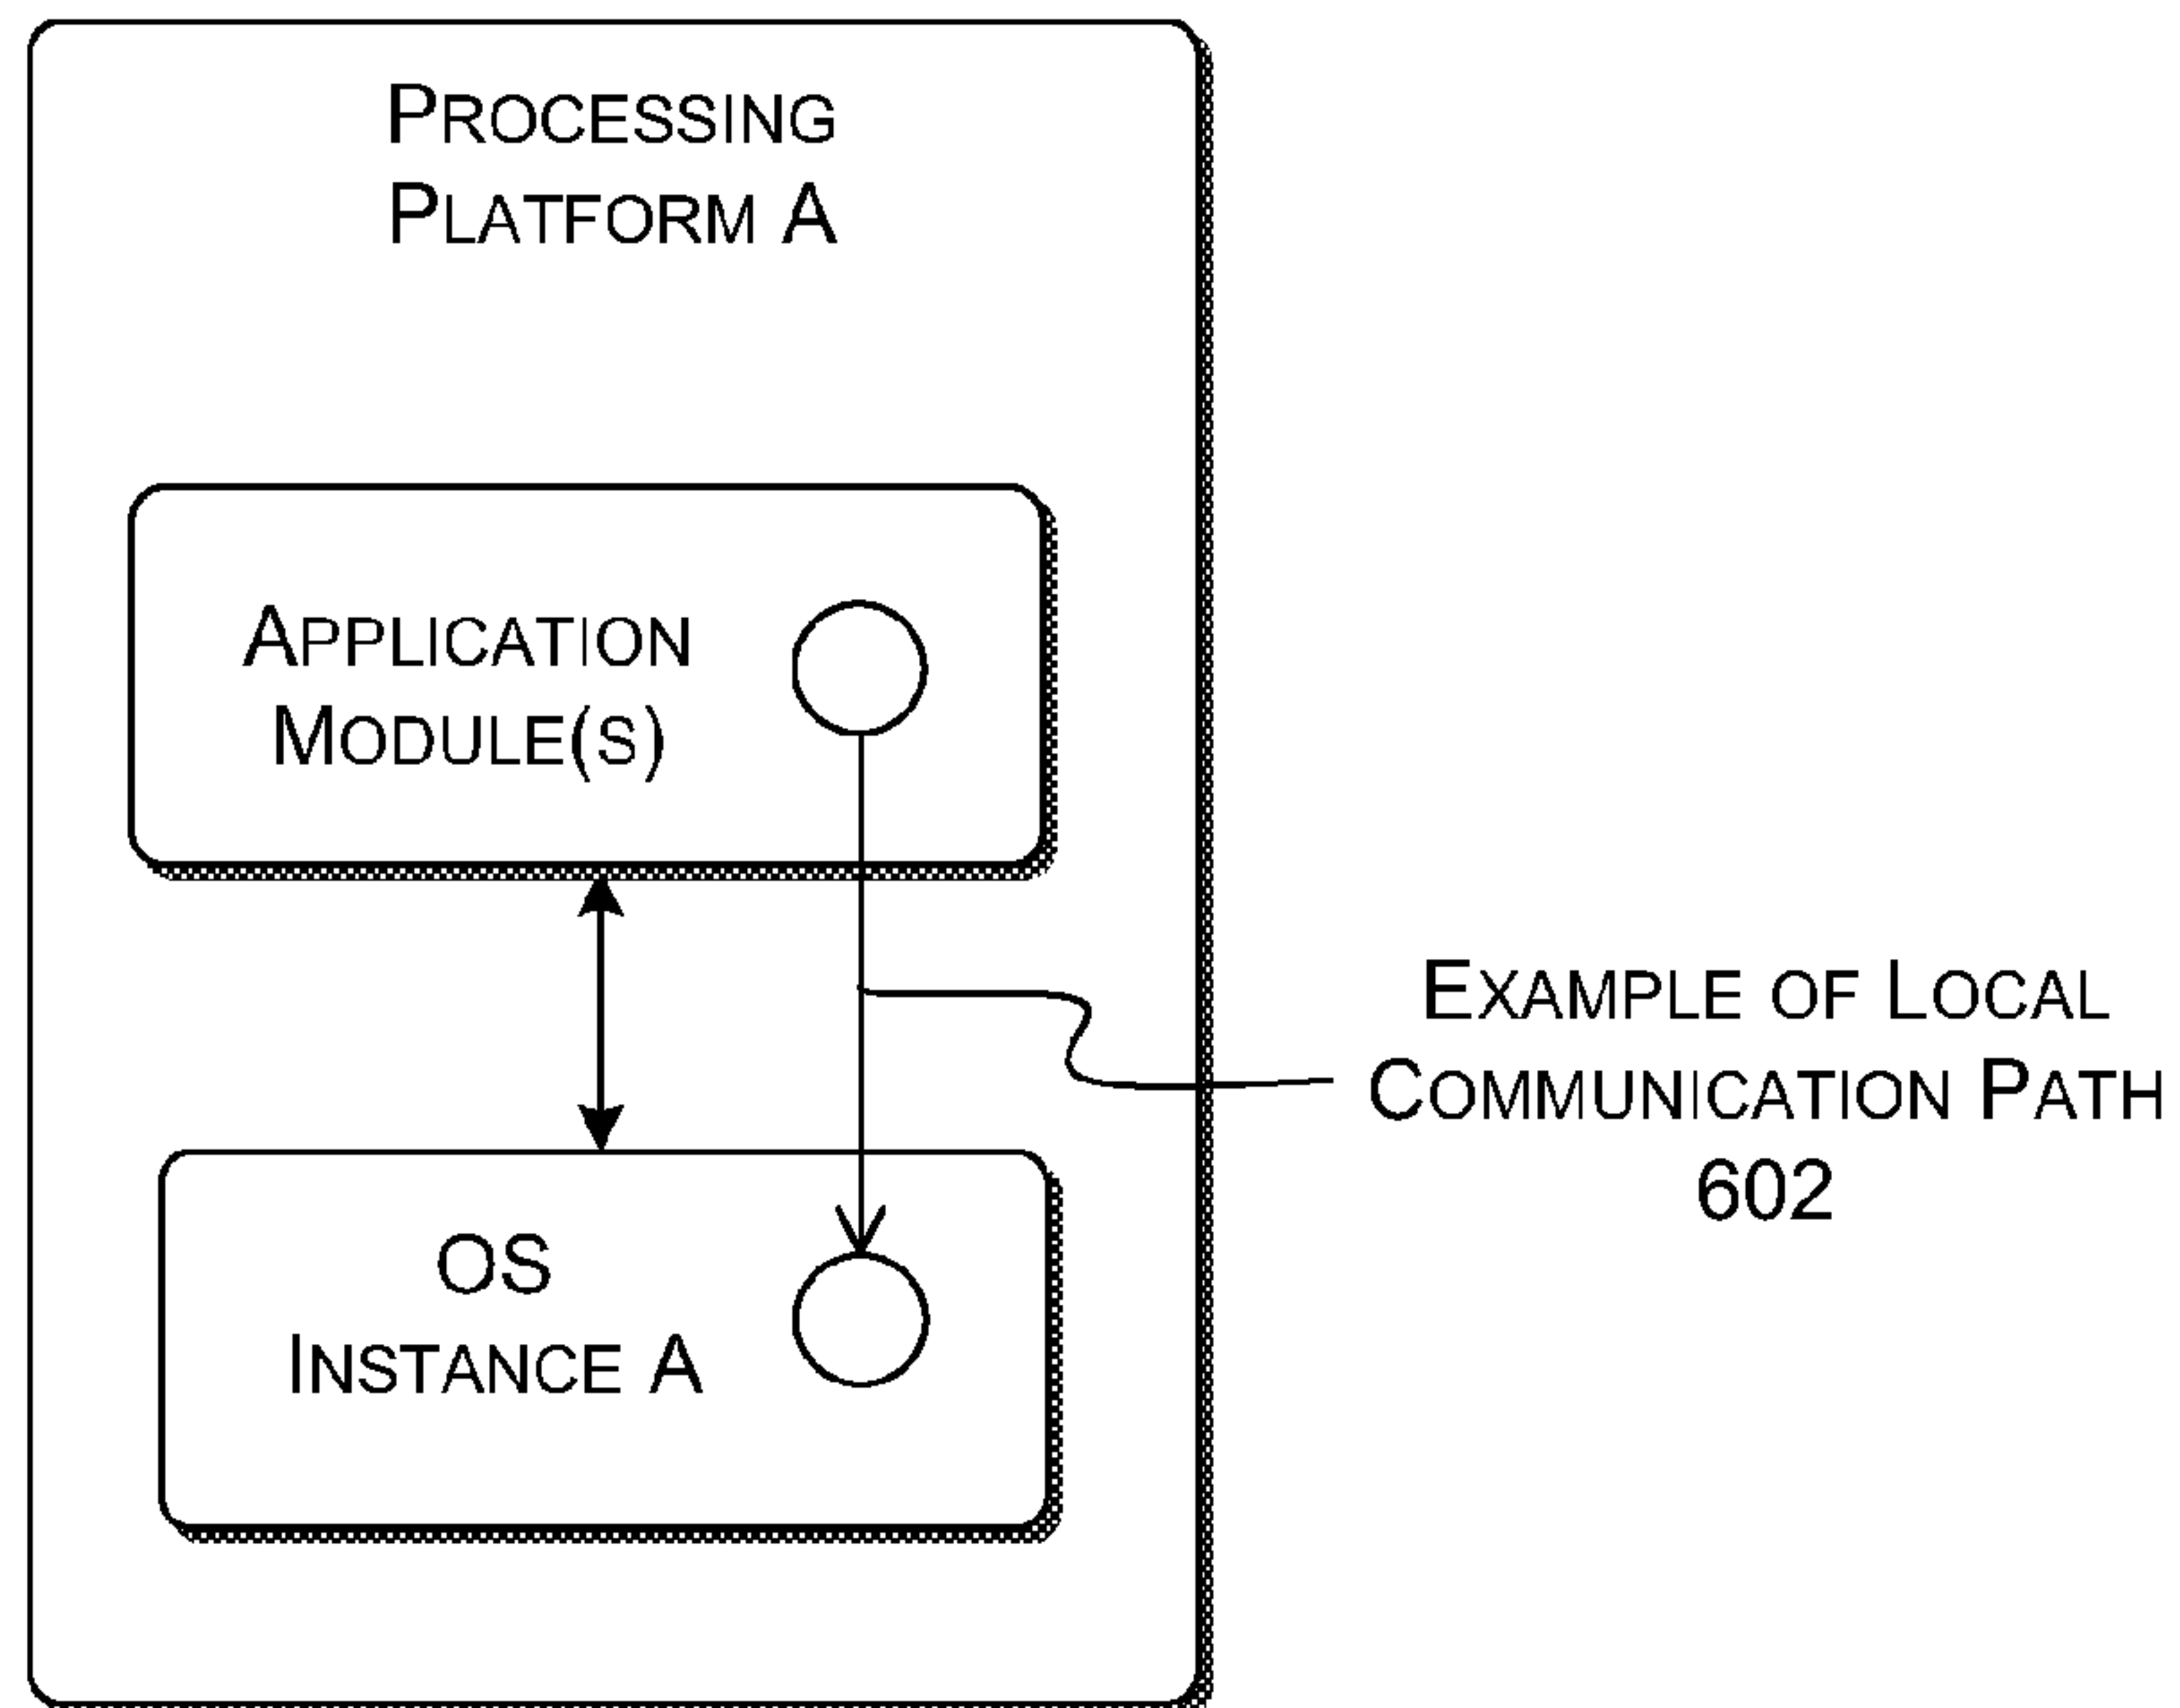 PROCESSING
PLATFORM A
APPLICATION
MODULE(S)
EXAMPLE OF LOCAL
COMMUNICATION PATH
602
OS
INSTANCE A